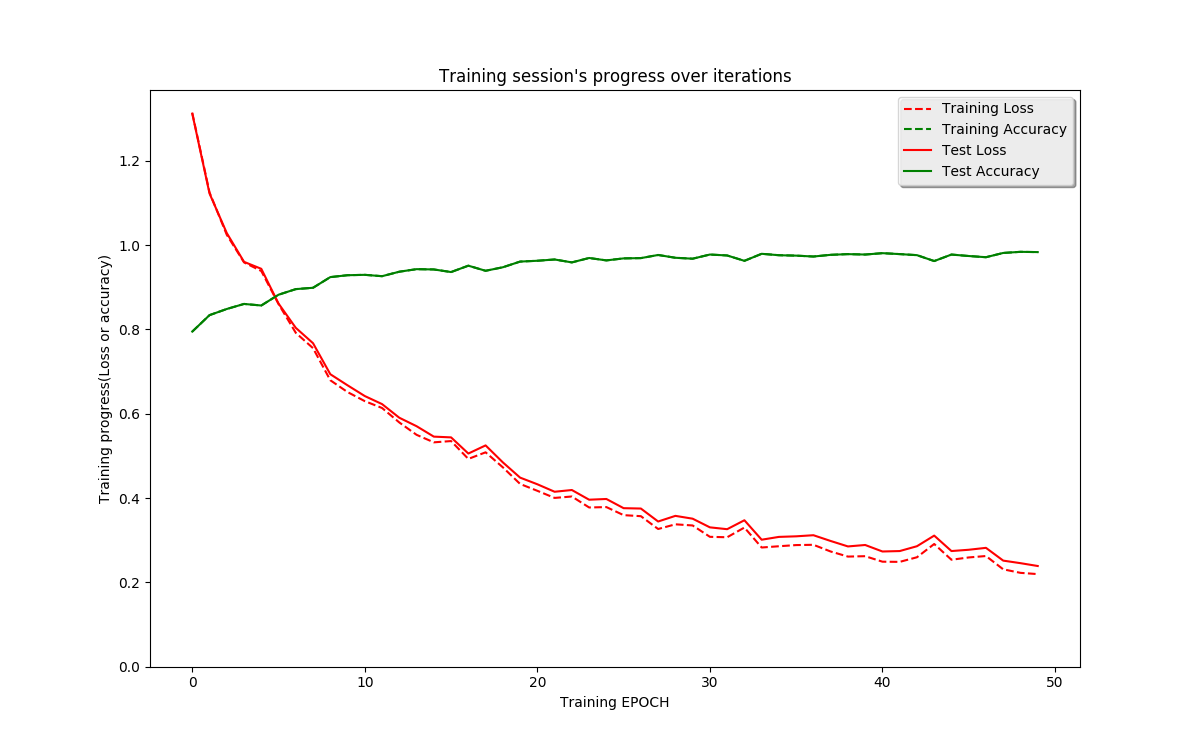 Training session's progress over iterations
Training Loss
Training Accuracy
Test Loss
Test Accuracy
Training progress(Loss or accuracy)
1.2
1.0
0.8
0.6
0.4
0.2
0.0
0 10 20 30 40 50
Training EPOCH